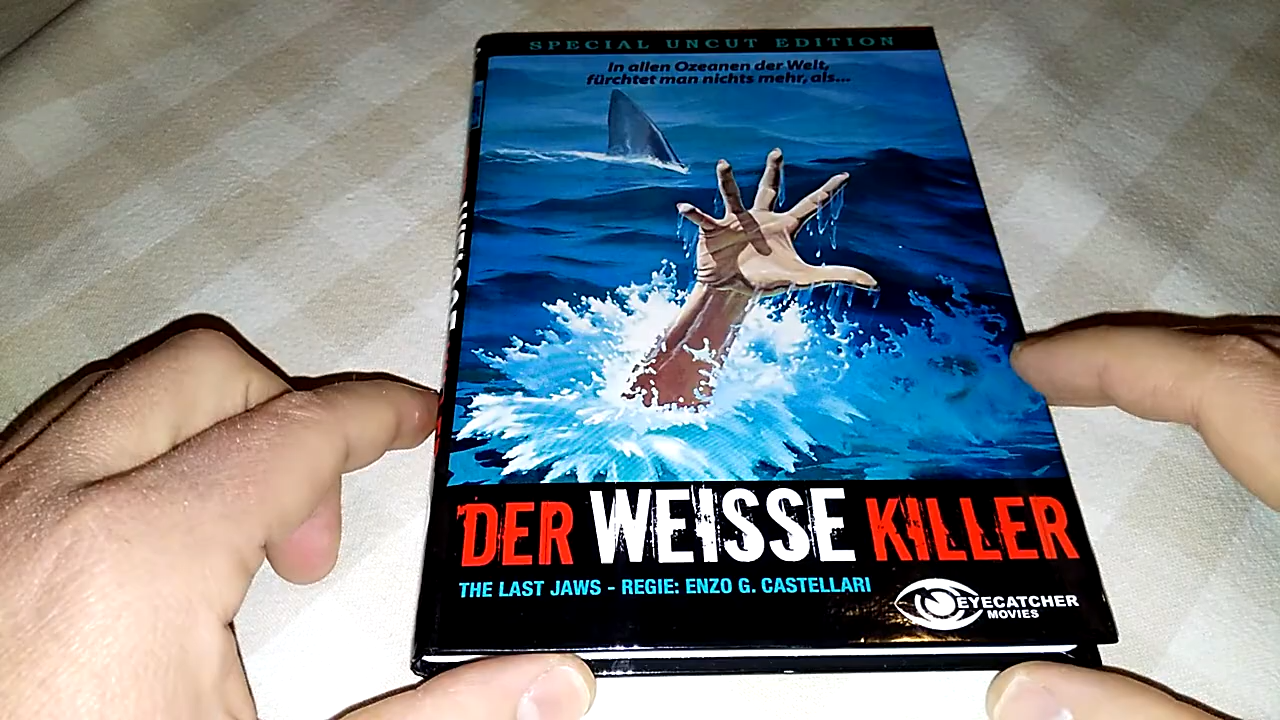 SPECIAL UNCUT EDITION
In allen Ozeanen der Welt,
fürchtet man nichts mehr, als...
DER WEISSE KILLER
THE LAST JAWS - REGIE: ENZO G. CASTELLARI
EYECATCHER
MOVIES